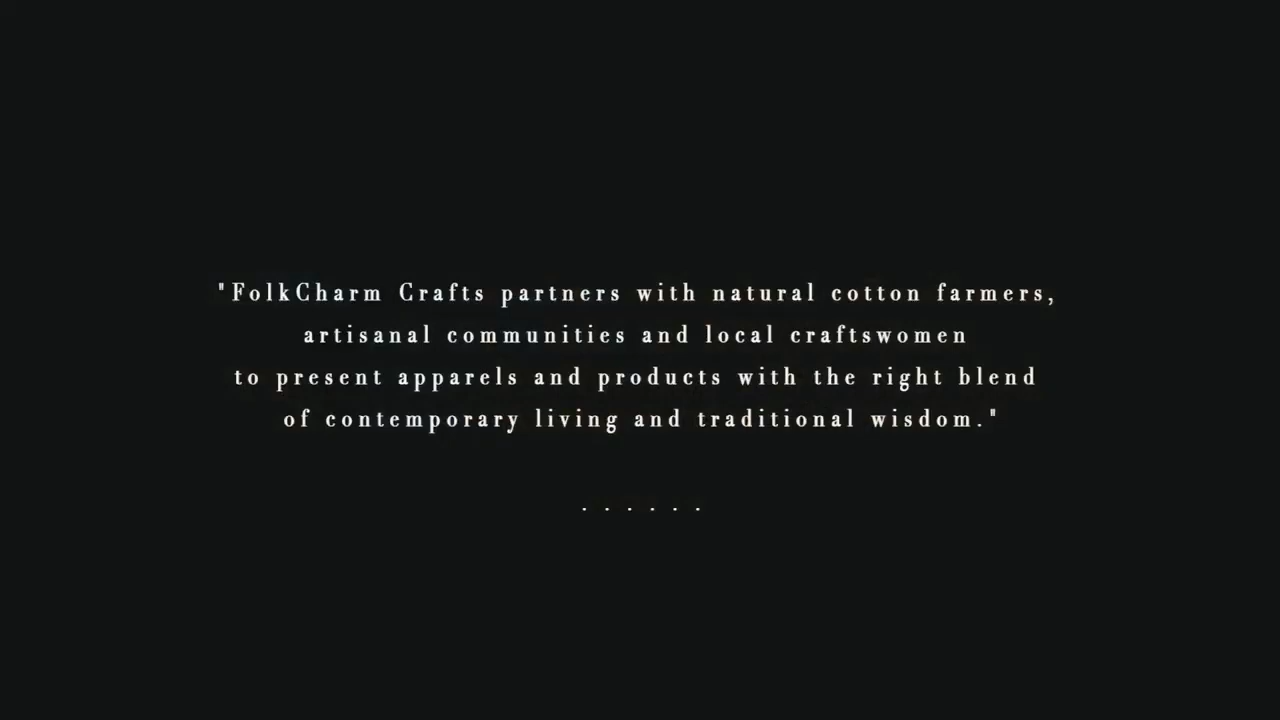 "FolkCharm Crafts partners with natural cotton farmers,
artisanal communities and local craftswomen
to present apparels and products with the right blend
of contemporary living and traditional wisdom."
. . . . . .